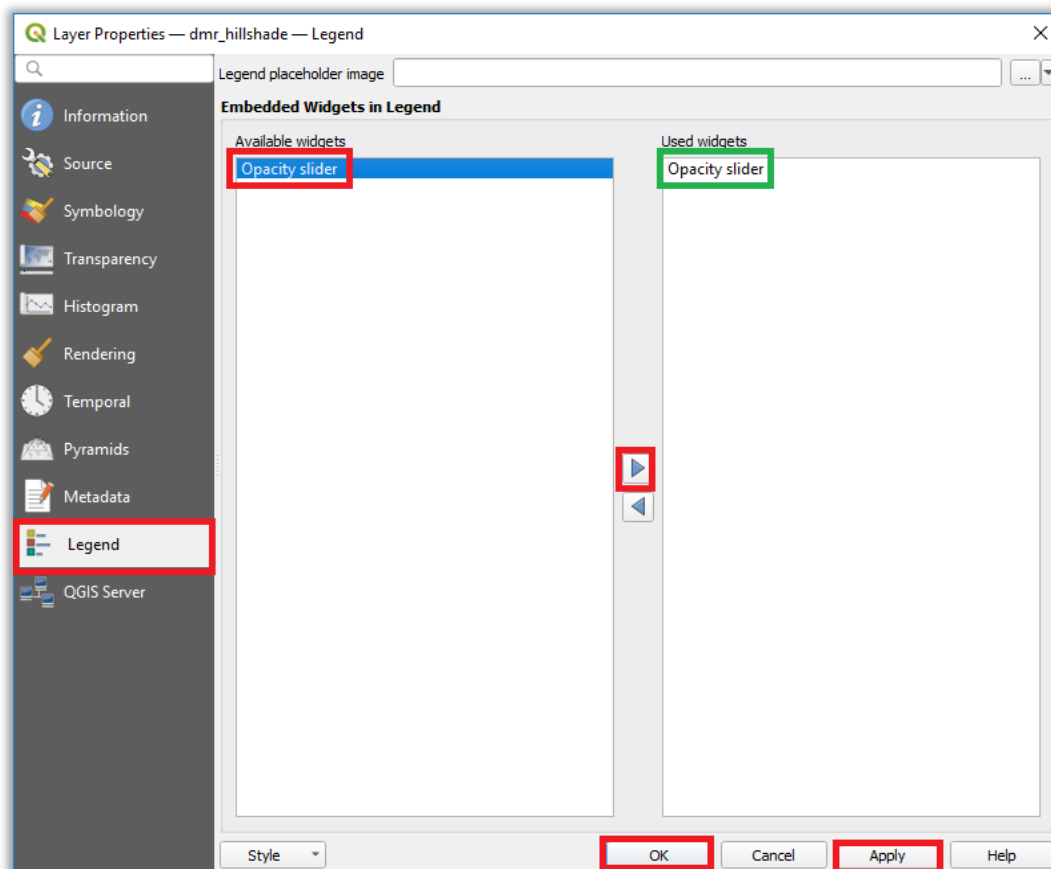 Layer Properties — dmr_hillshade — Legend
Legend placeholder image
...
Embedded Widgets in Legend
Information
Source
Symbology
Transparency
Histogram
Rendering
Temporal
Pyramids
Metadata
Legend
QGIS Server
Available widgets
Opacity slider
Used widgets
Opacity slider
Style
OK
Cancel
Apply
Help